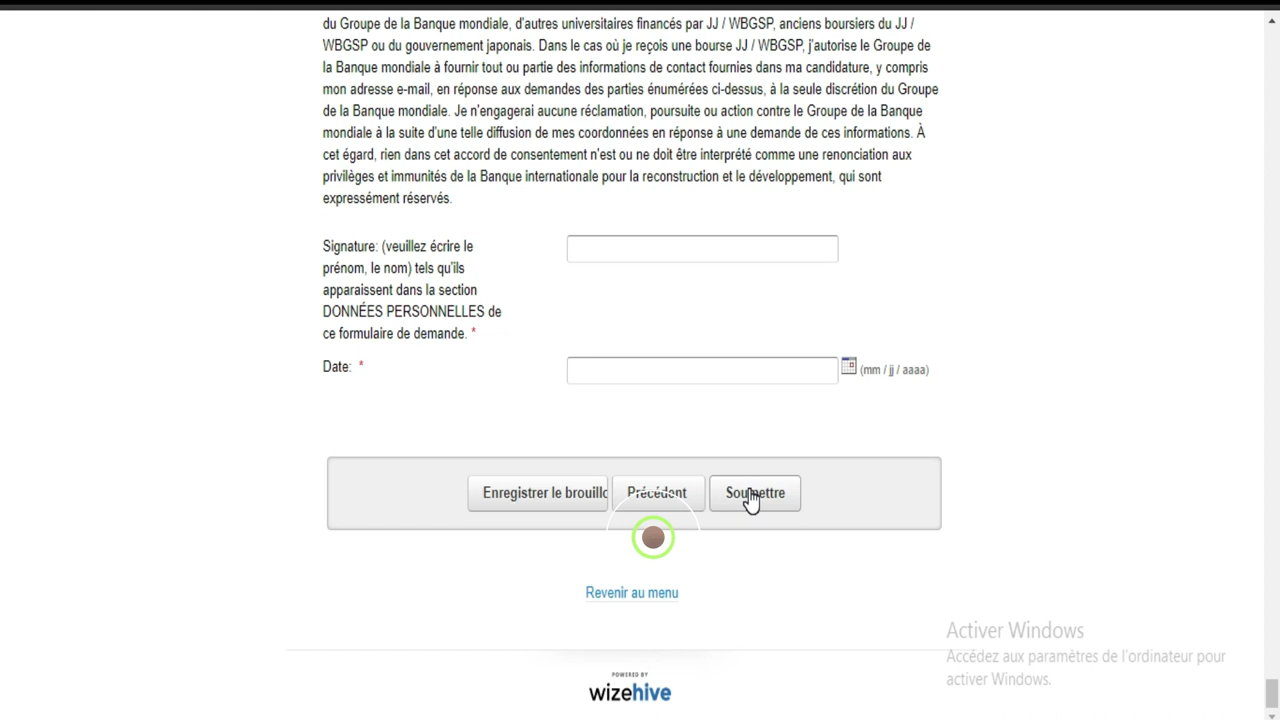 du Groupe de la Banque mondiale, d'autres universitaires financés par JJ / WBGSP, anciens boursiers du JJ /
WBGSP ou du gouvernement japonais. Dans le cas où je reçois une bourse JJ / WBGSP, j'autorise le Groupe de
la Banque mondiale à fournir tout ou partie des informations de contact fournies dans ma candidature, y compris
mon adresse e-mail, en réponse aux demandes des parties énumérées ci-dessus, à la seule discrétion du Groupe
de la Banque mondiale. Je n'engagerai aucune réclamation, poursuite ou action contre le Groupe de la Banque
mondiale à la suite d'une telle diffusion de mes coordonnées en réponse à une demande de ces informations. À
cet égard, rien dans cet accord de consentement n'est ou ne doit être interprété comme une renonciation aux
privilèges et immunités de la Banque internationale pour la reconstruction et le développement, qui sont
expressément réservés.
Signature: (veuillez écrire le
prénom, le nom) tels qu'ils
apparaissent dans la section
DONNÉES PERSONNELLES de
ce formulaire de demande. *
Date: *
(mm / jj / aaaa)
Enregistrer le brouillo
Précédent
Soumettre
Revenir au menu
Activer Windows
Accédez aux paramètres de l'ordinateur pour
activer Windows.
POWERED BY
wizehive